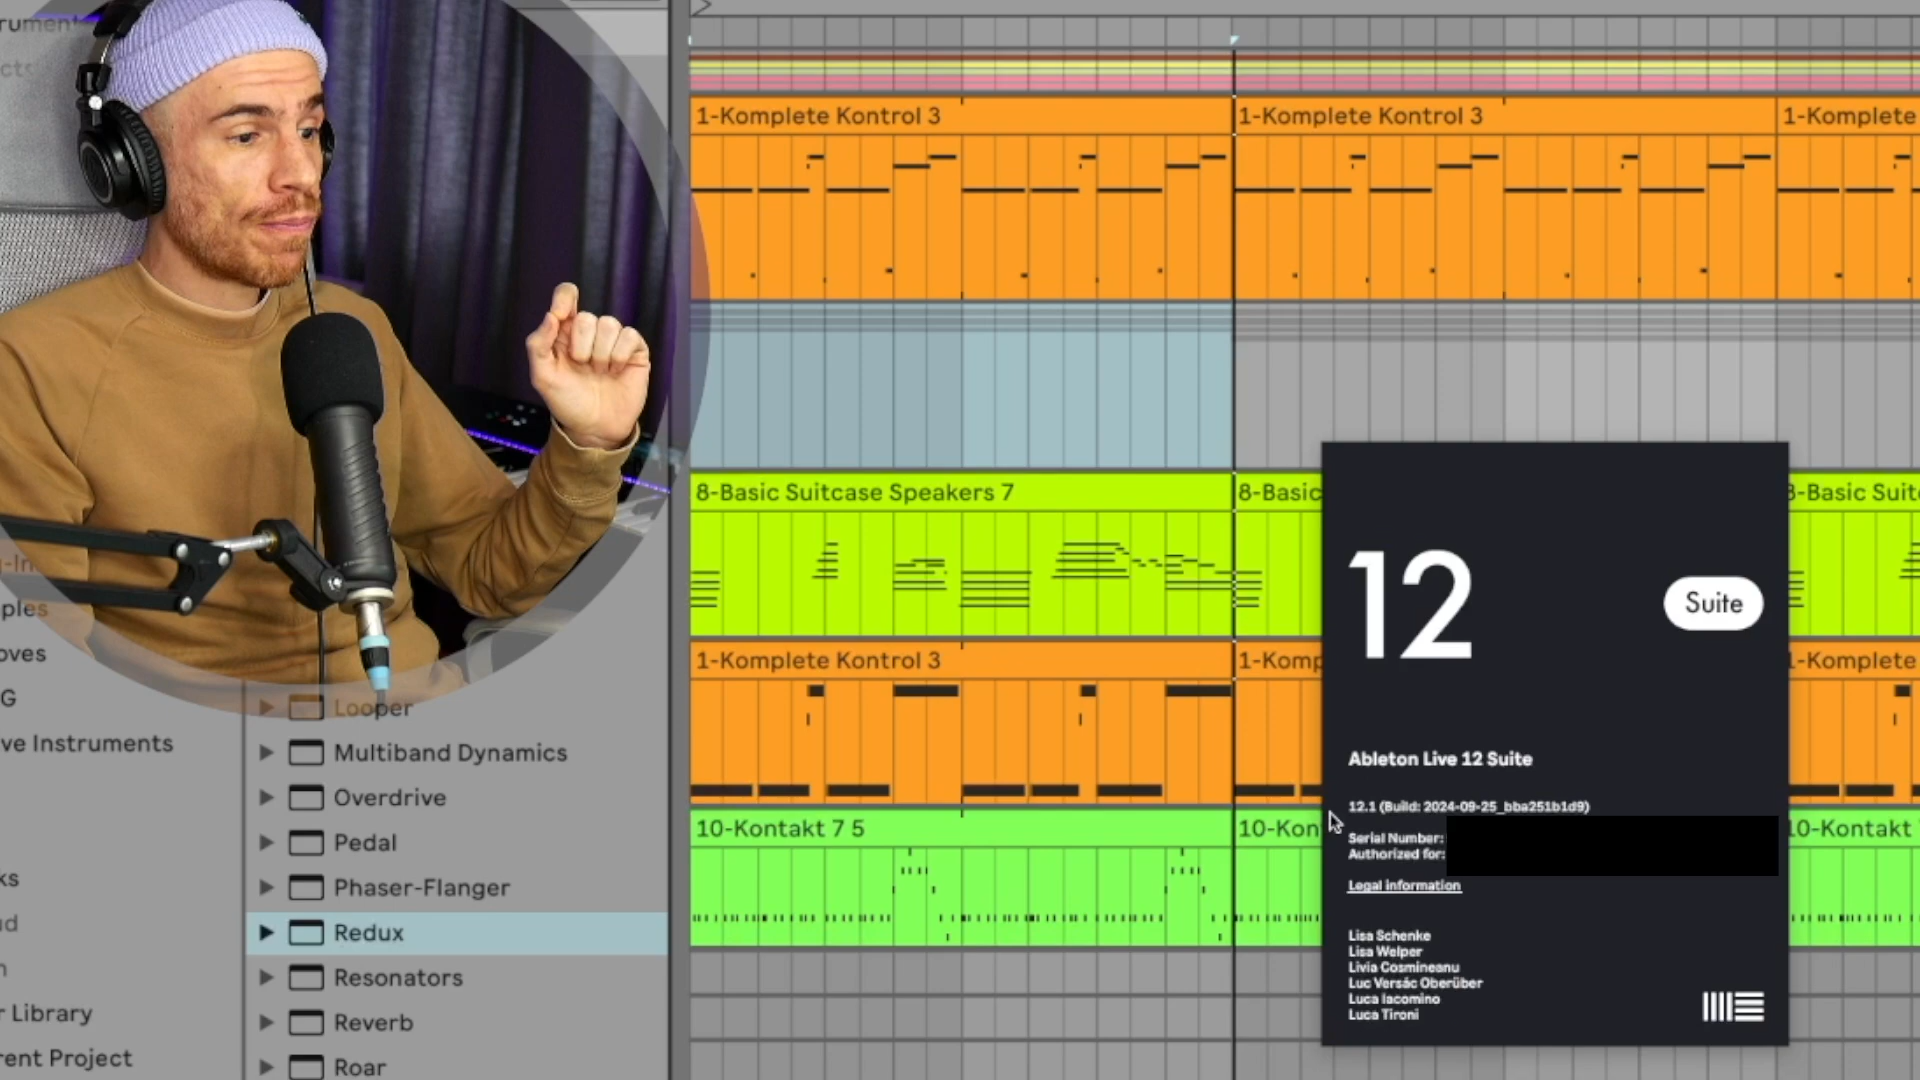 1-Komplete Kontrol 3
1-Komplete Kontrol 3
1-Komplete
8-Basic Suitcase Speakers 7
8-Basic
8-Basic Suit
1-Komplete Kontrol 3
1-Komp
1-Komplete
10-Kontakt 7 5
10-Kon
10-Kontakt
12
Suite
Ableton Live 12 Suite
12.1 (Build: 2024-09-25_bba251b1d9)
Serial Number:
Authorized for:
Legal information
Lisa Schenke
Lisa Welper
Livia Cosmineanu
Luc Versác Oberüber
Luca Iacomino
Luca Tironi
ples
oves
G
ve Instruments
ks
r Library
rent Project
Looper
Multiband Dynamics
Overdrive
Pedal
Phaser-Flanger
Redux
Resonators
Reverb
Roar